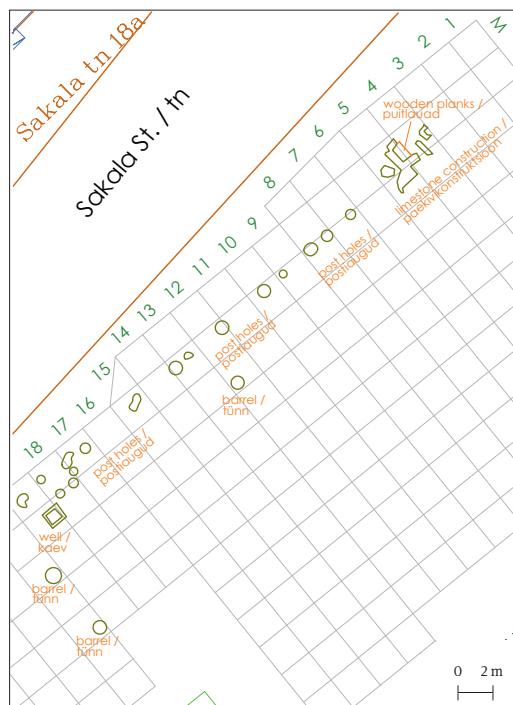 Sakala tn 18a
Sakala St. / tn
M
1
2
3
4
5
6
7
8
9
10
11
12
13
14
15
16
17
18
wooden planks /
puitlauad
limestone construction /
paekivikonstruktsioon
post holes /
postiaugud
post holes /
postiaugud
barrel /
tünn
post holes /
postiaugud
well /
kaev
barrel /
tünn
barrel /
tünn
0 2 m